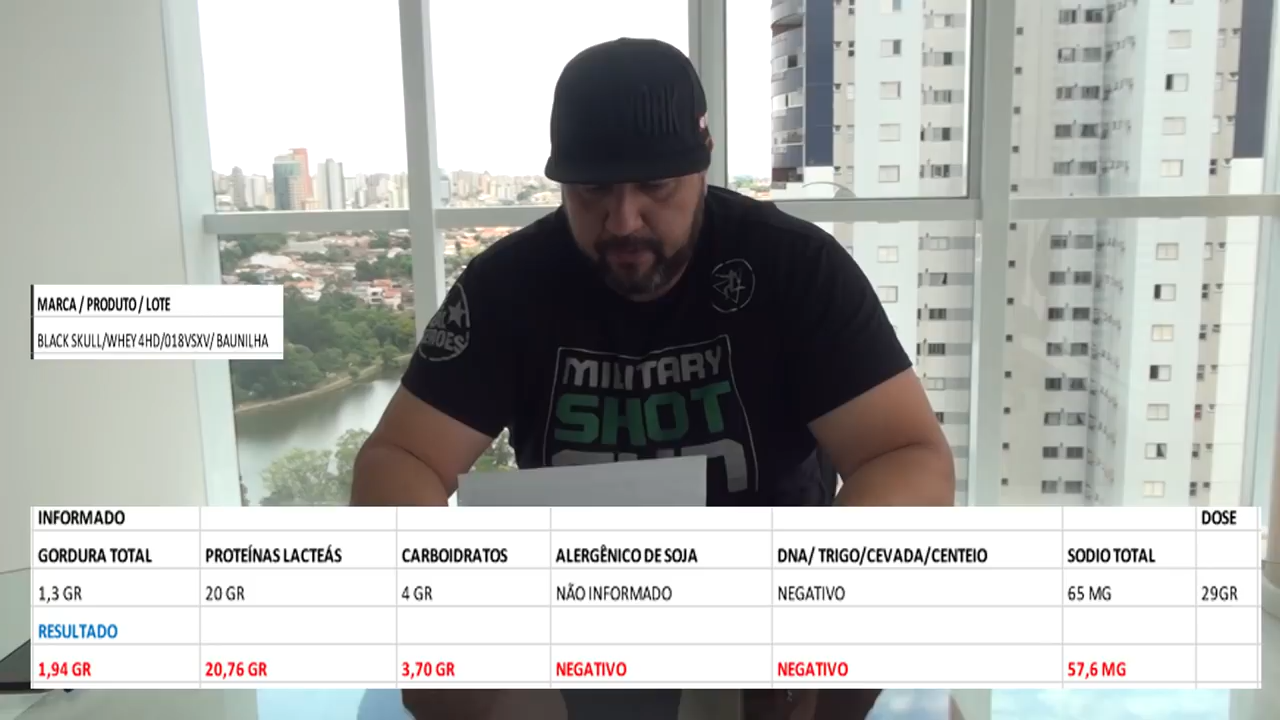 MARCA / PRODUTO / LOTE
BLACK SKULL/WHEY 4HD/018VSXV/ BAUNILHA
MILITARY
SHOT
INFORMADO DOSE
GORDURA TOTAL PROTEÍNAS LACTEÁS CARBOIDRATOS ALERGÊNICO DE SOJA DNA/ TRIGO/CEVADA/CENTEIO SODIO TOTAL
1,3 GR 20 GR 4 GR NÃO INFORMADO NEGATIVO 65 MG 29GR
RESULTADO
1,94 GR 20,76 GR 3,70 GR NEGATIVO NEGATIVO 57,6 MG